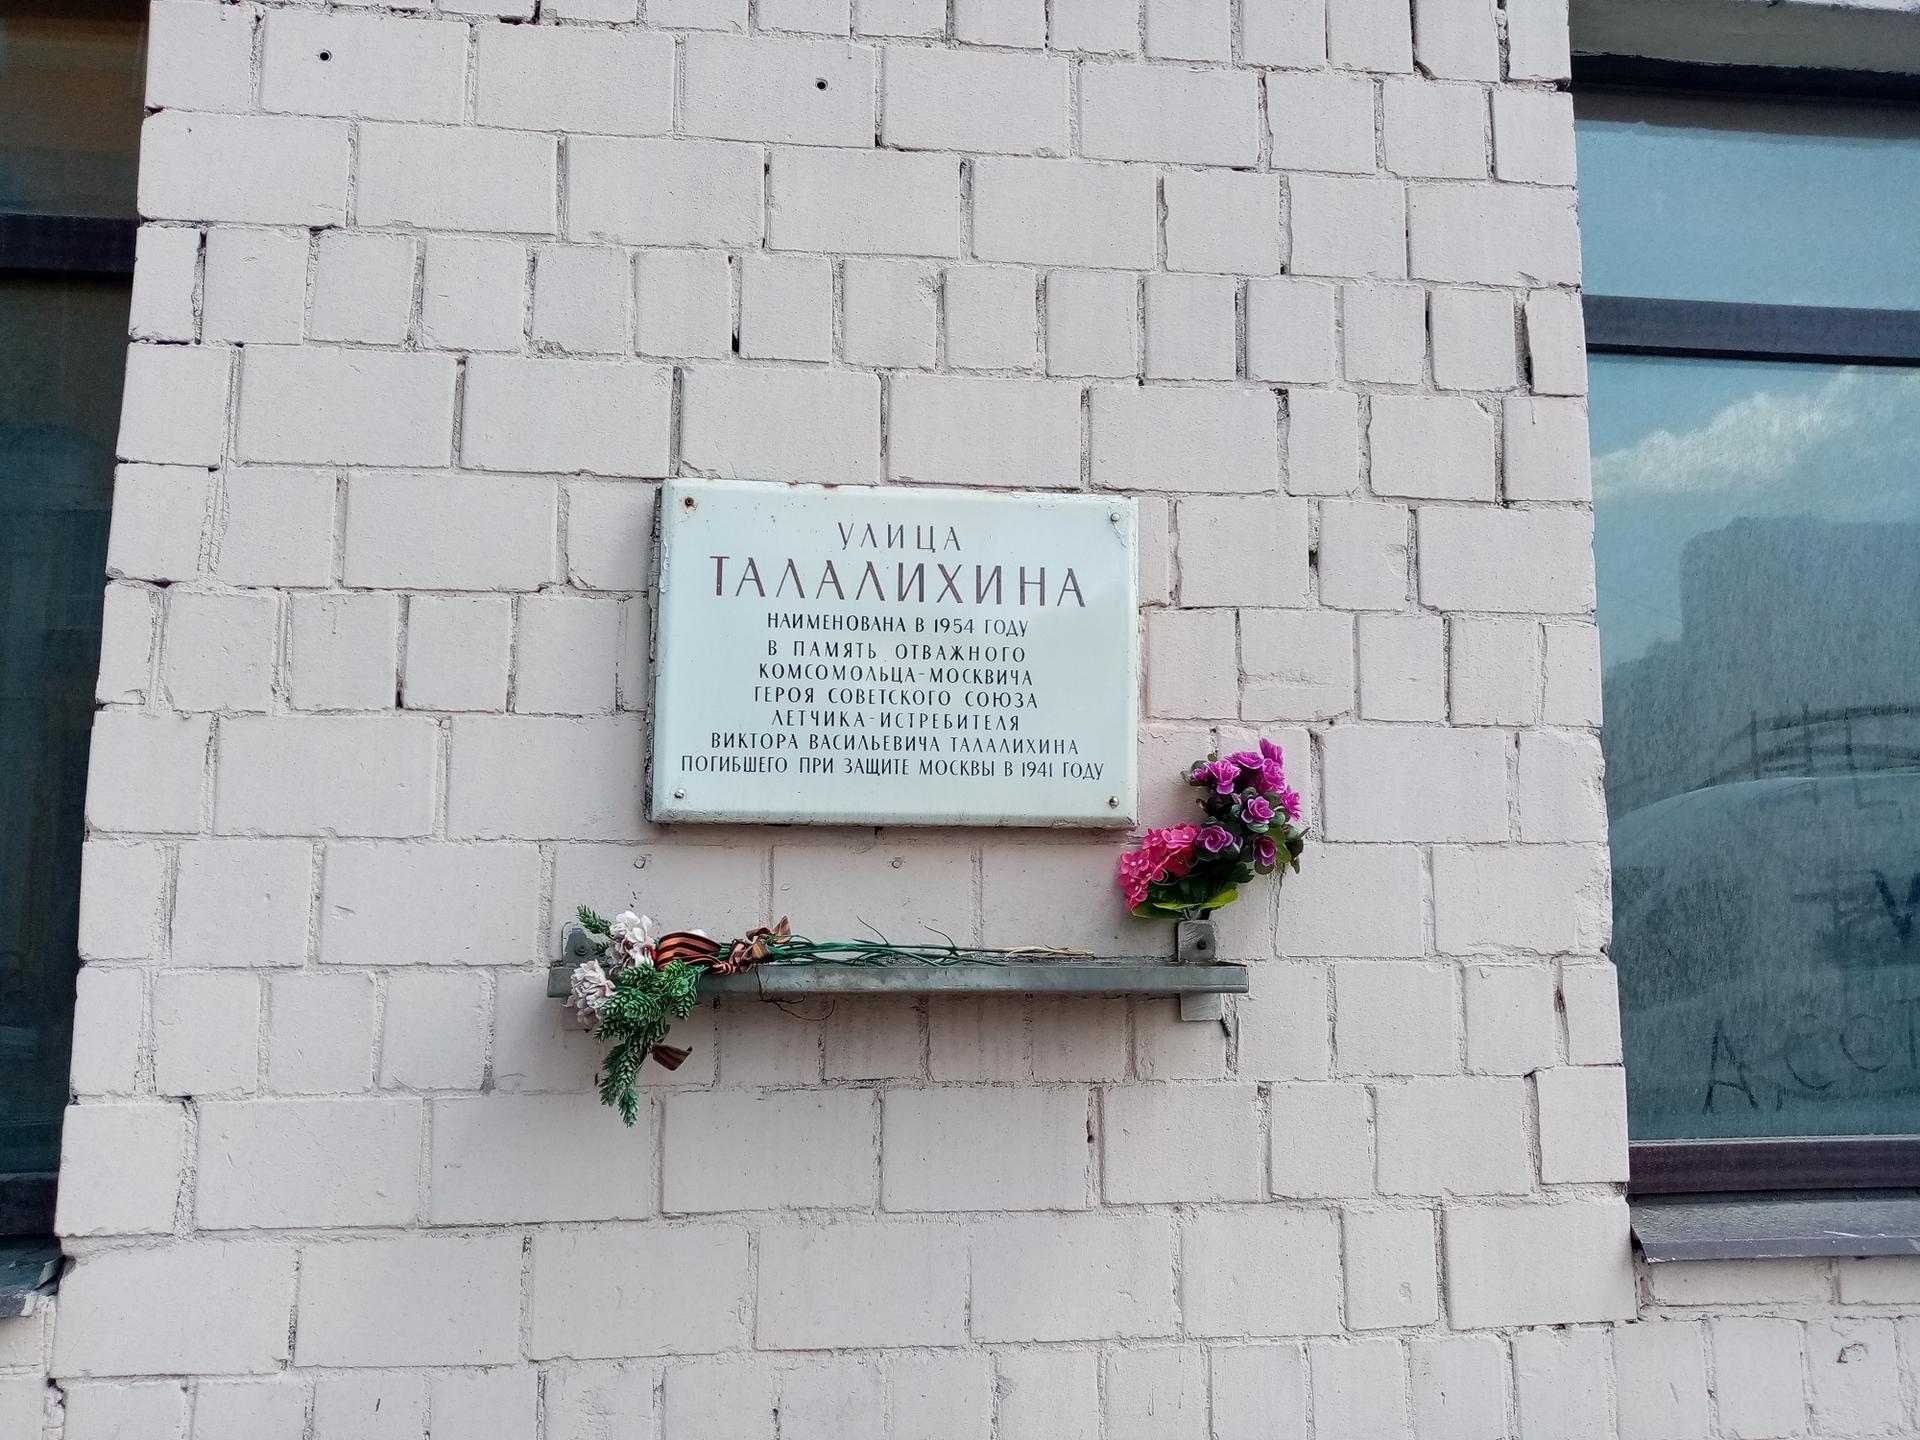 УЛИЦА
ТАЛАЛИХИНА
НАИМЕНОВАНА В 1954 ГОДУ
В ПАМЯТЬ ОТВАЖНОГО
КОМСОМОЛЬЦА-МОСКВИЧА
ГЕРОЯ СОВЕТСКОГО СОЮЗА
ЛЕТЧИКА-ИСТРЕБИТЕЛЯ
ВИКТОРА ВАСИЛЬЕВИЧА ТАЛАЛИХИНА
ПОГИБШЕГО ПРИ ЗАЩИТЕ МОСКВЫ В 1941 ГОДУ